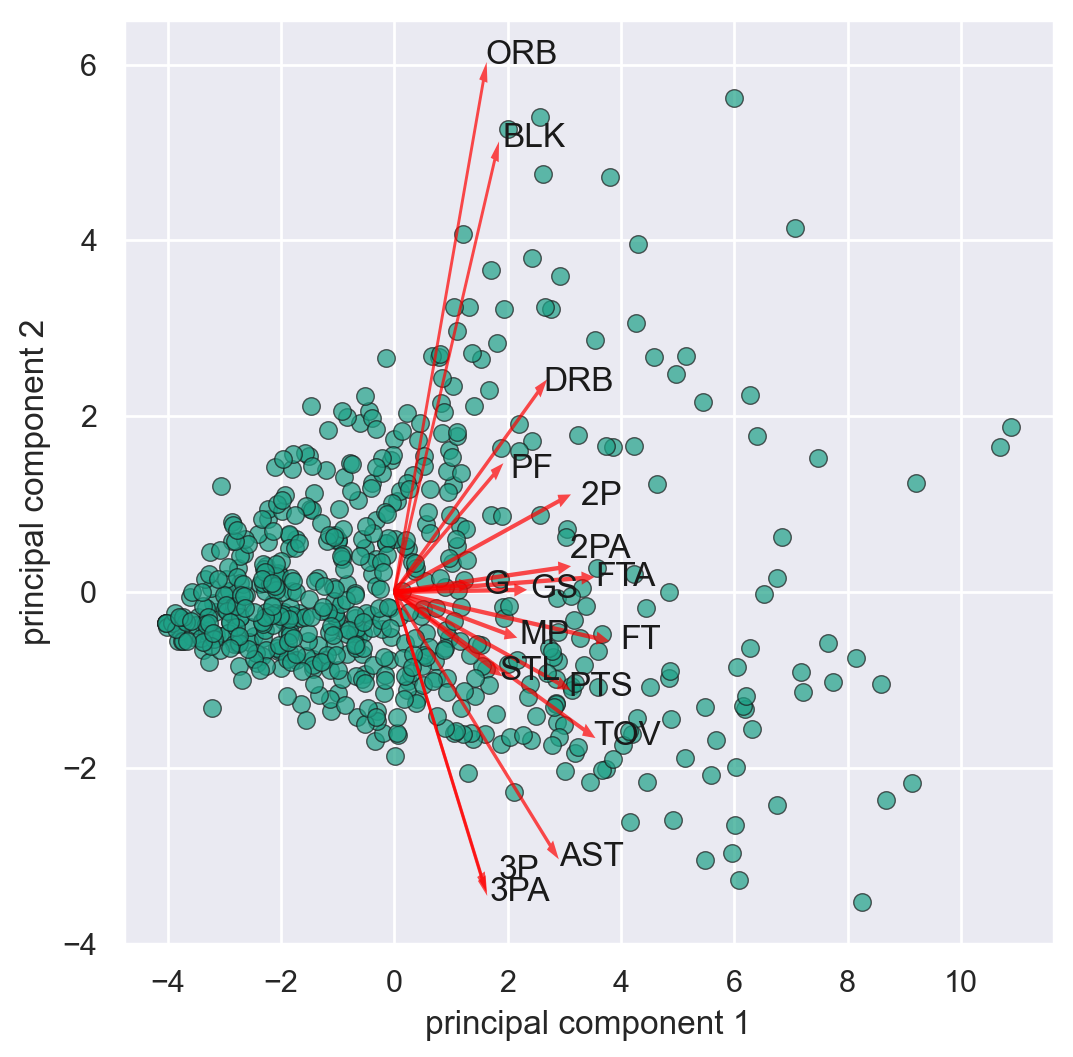 ORB
6
BLK
4
DRB
2
PF
2P
2PA
FTA
G
GS
0
MP
FT
STL
PTS
TOV
−2
AST
3P
3PA
−4
−4 −2 0 2 4 6 8 10
principal component 1
principal component 2